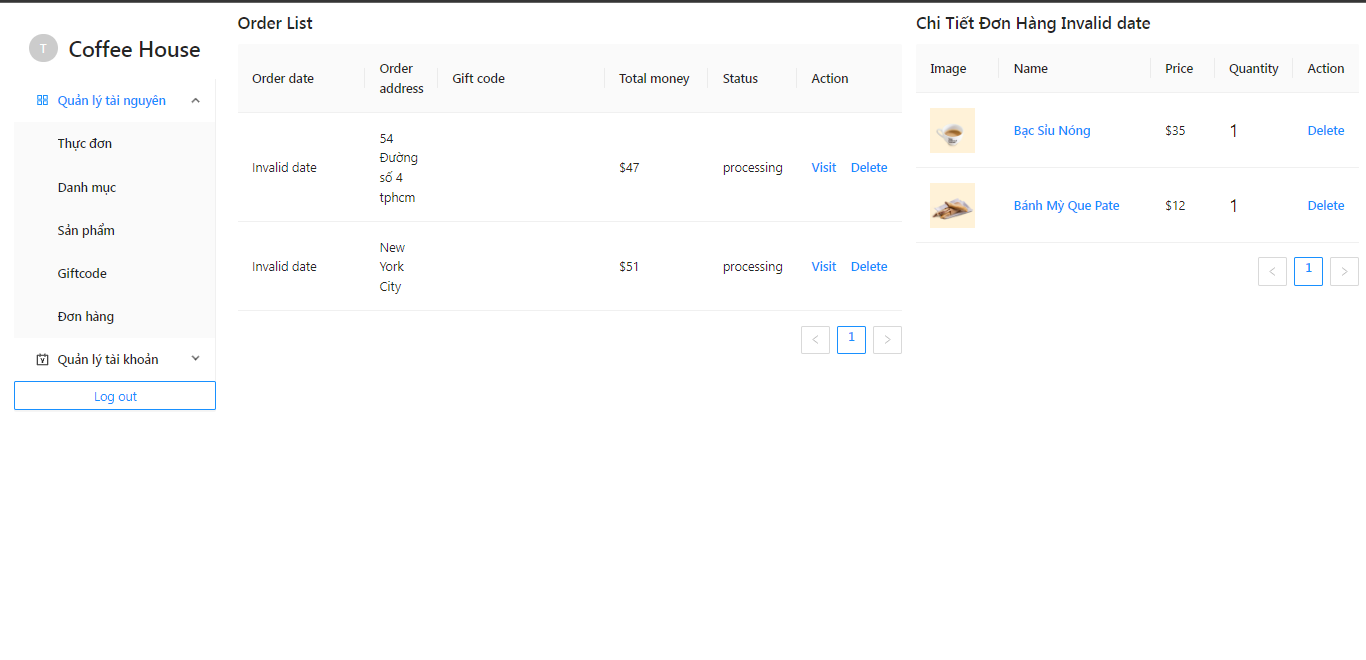 T
Coffee House
Quản lý tài nguyên
Thực đơn
Danh mục
Sản phẩm
Giftcode
Đơn hàng
Quản lý tài khoản
Log out
Order List
Order date
Order
address
Gift code
Total money
Status
Action
Invalid date
54
Đường
số 4
tphcm
$47
processing
Visit
Delete
Invalid date
New
York
City
$51
processing
Visit
Delete
<
1
>
Chi Tiết Đơn Hàng Invalid date
Image
Name
Price
Quantity
Action
Bạc Sỉu Nóng
$35
1
Delete
Bánh Mỳ Que Pate
$12
1
Delete
<
1
>